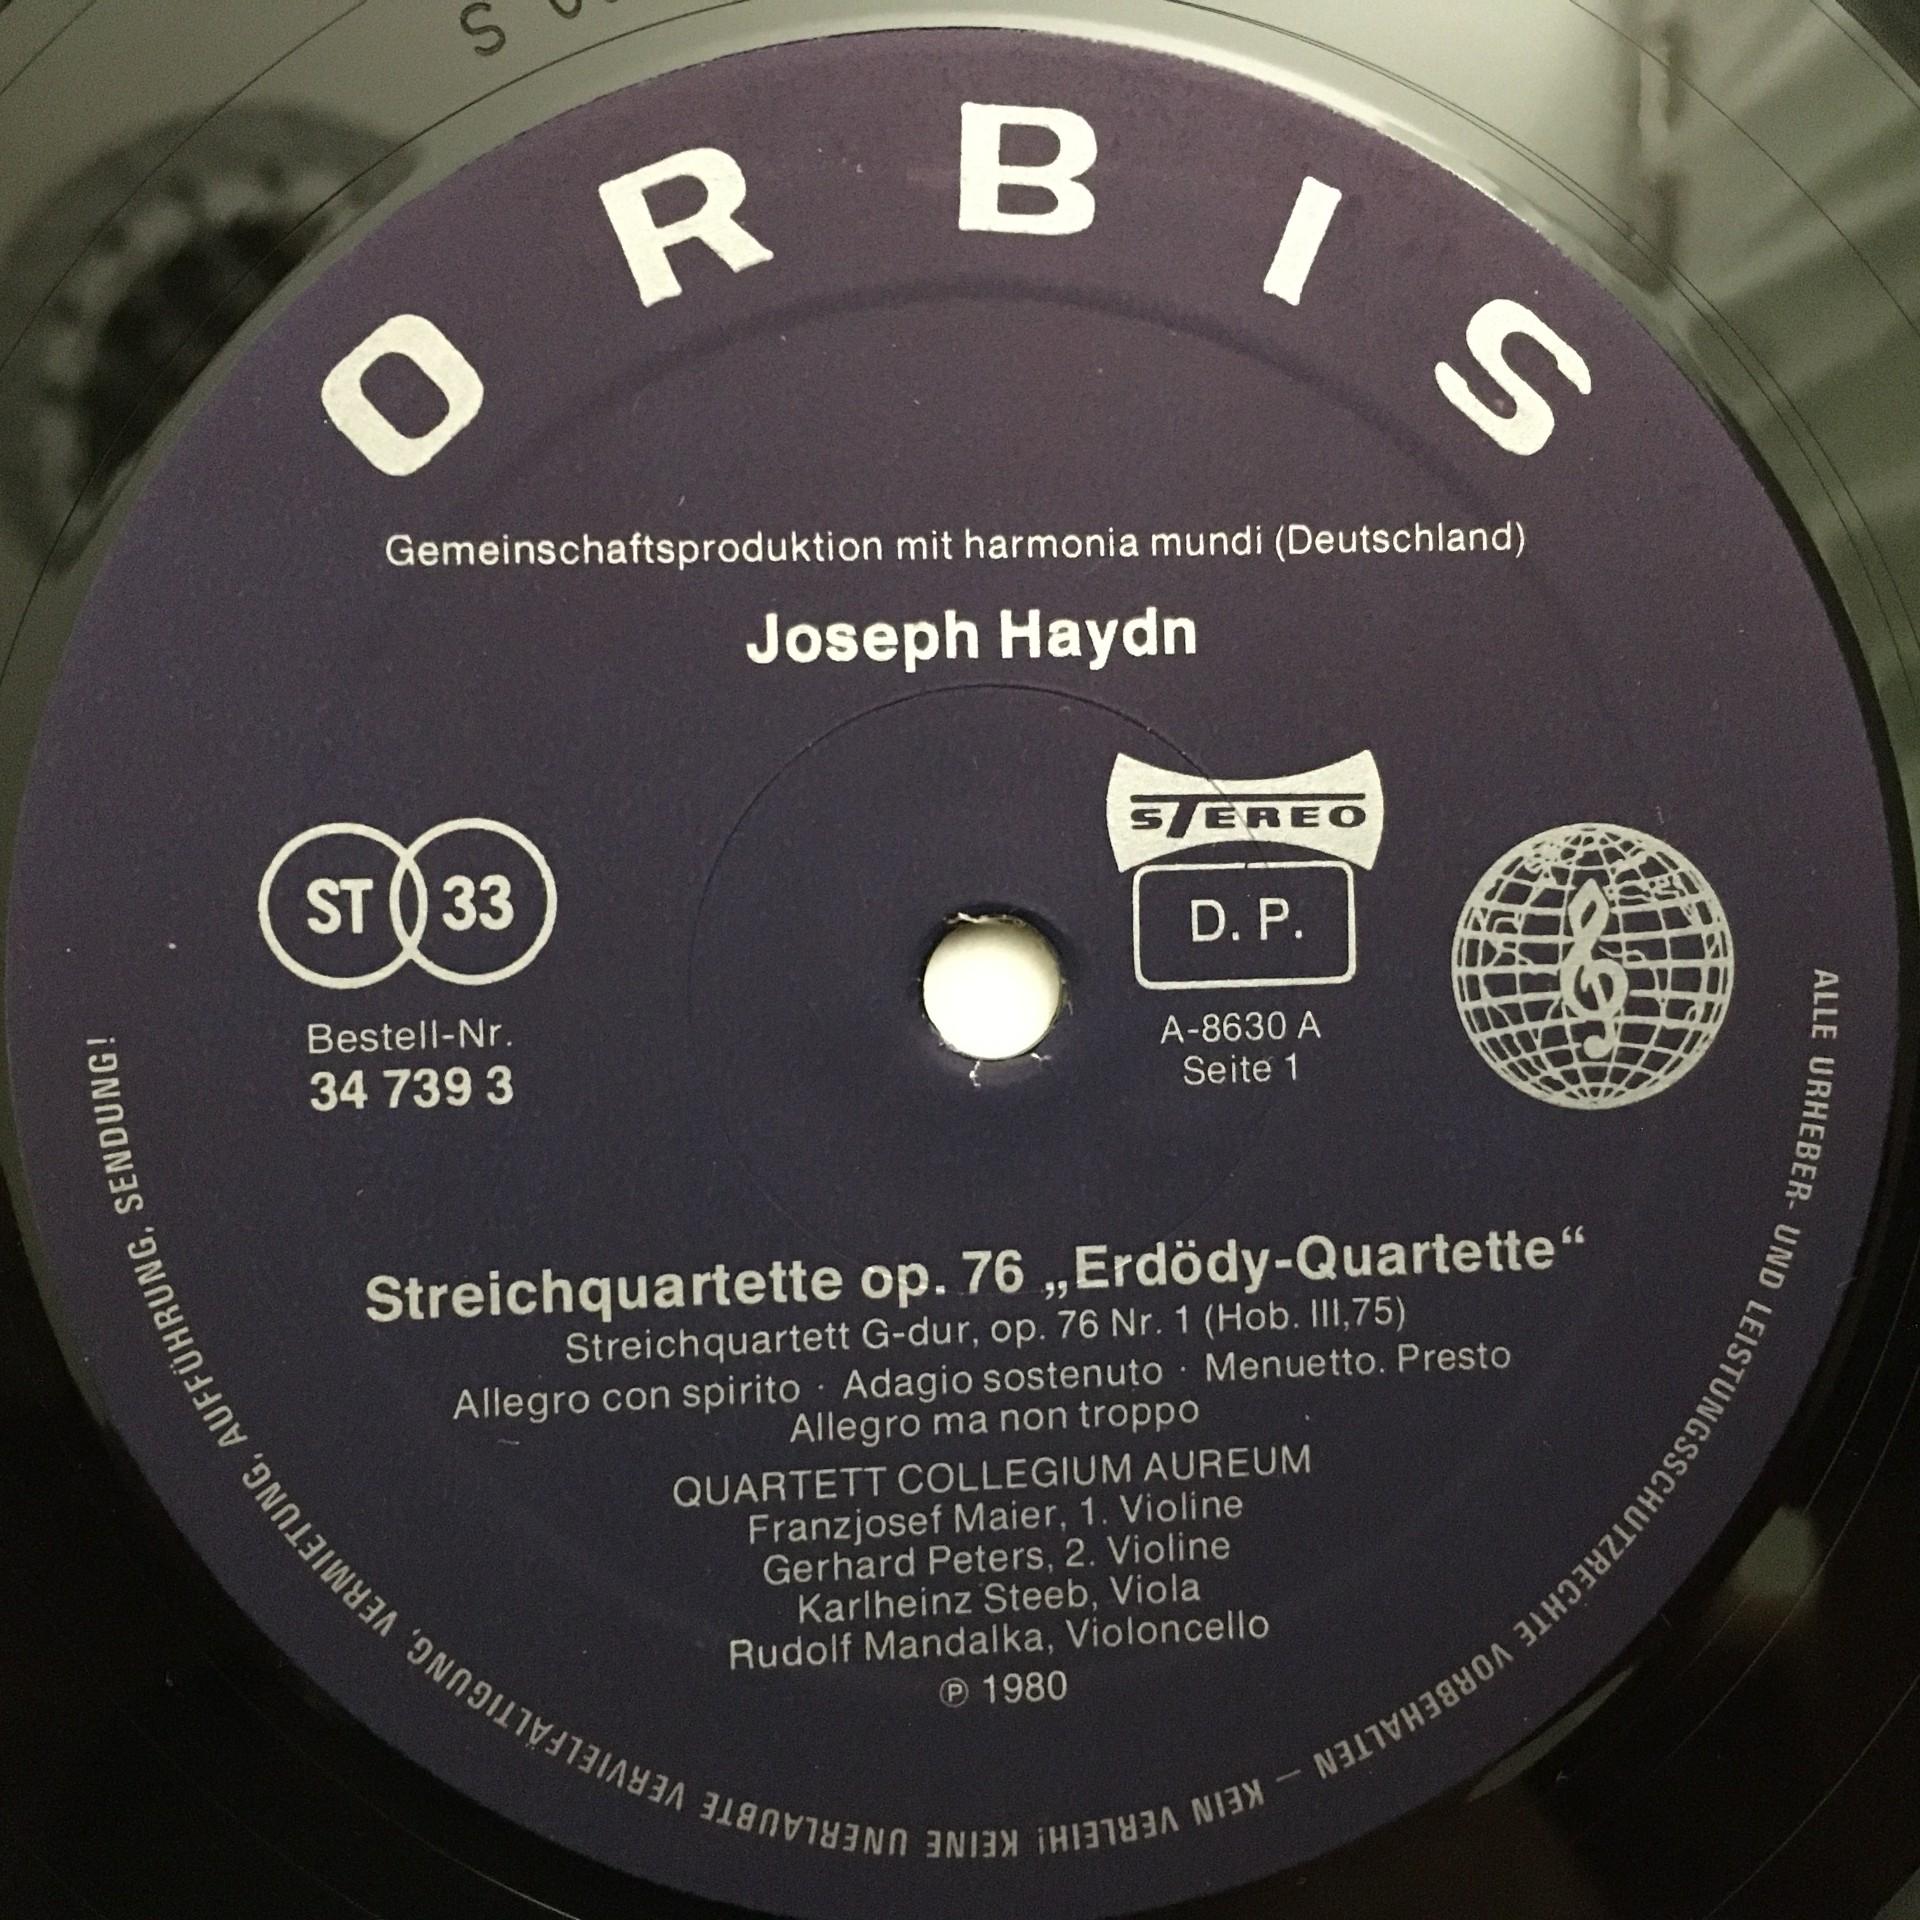 ORBIS
Gemeinschaftsproduktion mit harmonia mundi (Deutschland)
Joseph Haydn
STEREO
ST 33
D. P.
Bestell-Nr.
34 739 3
A-8630 A
Seite 1
Streichquartette op. 76 „Erdödy-Quartette“
Streichquartett G-dur, op. 76 Nr. 1 (Hob. III,75)
Allegro con spirito · Adagio sostenuto · Menuetto. Presto
Allegro ma non troppo
QUARTETT COLLEGIUM AUREUM
Franzjosef Maier, 1. Violine
Gerhard Peters, 2. Violine
Karlheinz Steeb, Viola
Rudolf Mandalka, Violoncello
℗ 1980
ALLE URHEBER- UND LEISTUNGSSCHUTZRECHTE VORBEHALTEN – KEIN VERLEIH! KEINE UNERLAUBTE VERVIELFÄLTIGUNG, VERMIETUNG, AUFFÜHRUNG, SENDUNG!